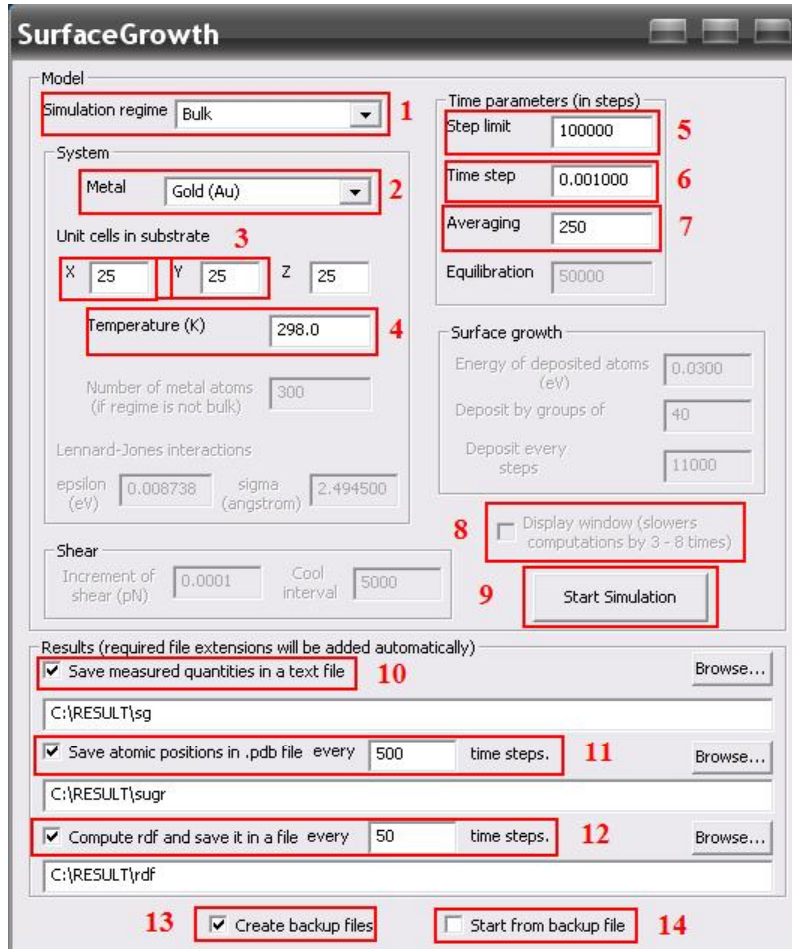 SurfaceGrowth
Model
Simulation regime Bulk 1
System
Metal Gold (Au) 2
Unit cells in substrate 3
X 25 Y 25 Z 25
Temperature (K) 298.0 4
Number of metal atoms
(if regime is not bulk) 300
Lennard-Jones interactions
epsilon
(eV) 0.008738 sigma
(angstrom) 2.494500
Shear
Increment of
shear (pN) 0.0001 Cool
interval 5000
Time parameters (in steps)
Step limit 100000 5
Time step 0.001000 6
Averaging 250 7
Equilibration 50000
Surface growth
Energy of deposited atoms
(eV) 0.0300
Deposit by groups of 40
Deposit every
steps 11000
8 Display window (slowers
computations by 3 - 8 times)
9 Start Simulation
Results (required file extensions will be added automatically)
Save measured quantities in a text file 10 Browse...
C:\RESULT\sg
Save atomic positions in .pdb file every 500 time steps. 11 Browse...
C:\RESULT\sugr
Compute rdf and save it in a file every 50 time steps. 12 Browse...
C:\RESULT\rdf
13 Create backup files Start from backup file 14